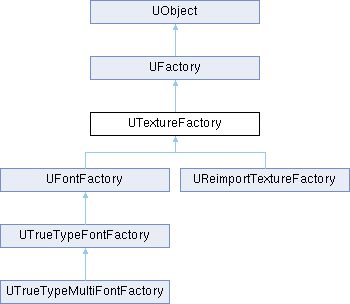 UObject
UFactory
UTextureFactory
UFontFactory
UReimportTextureFactory
UTrueTypeFontFactory
UTrueTypeMultiFontFactory